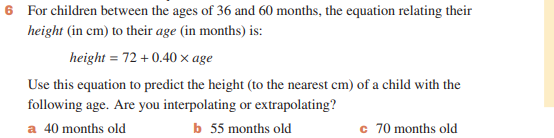 6 For children between the ages of 36 and 60 months, the equation relating their
height (in cm) to their age (in months) is:
height = 72 + 0.40 × age
Use this equation to predict the height (to the nearest cm) of a child with the
following age. Are you interpolating or extrapolating?
a 40 months old b 55 months old c 70 months old